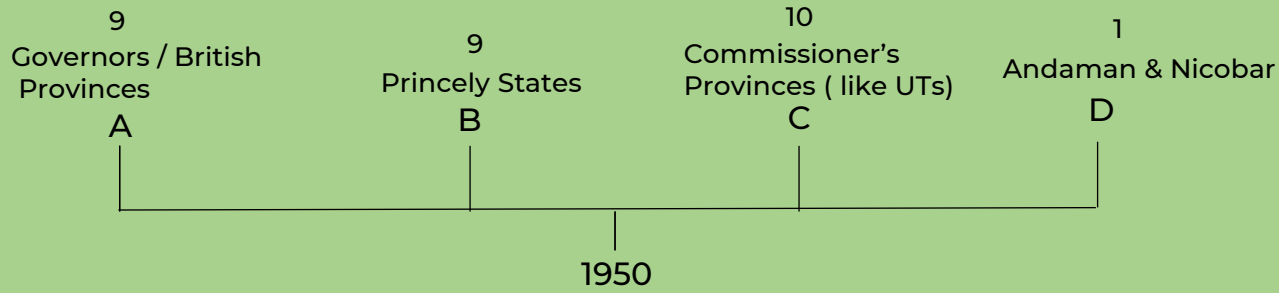 9
Governors / British
Provinces
A
9
Princely States
B
10
Commissioner's
Provinces ( like UTs)
C
1
Andaman & Nicobar
D
1950